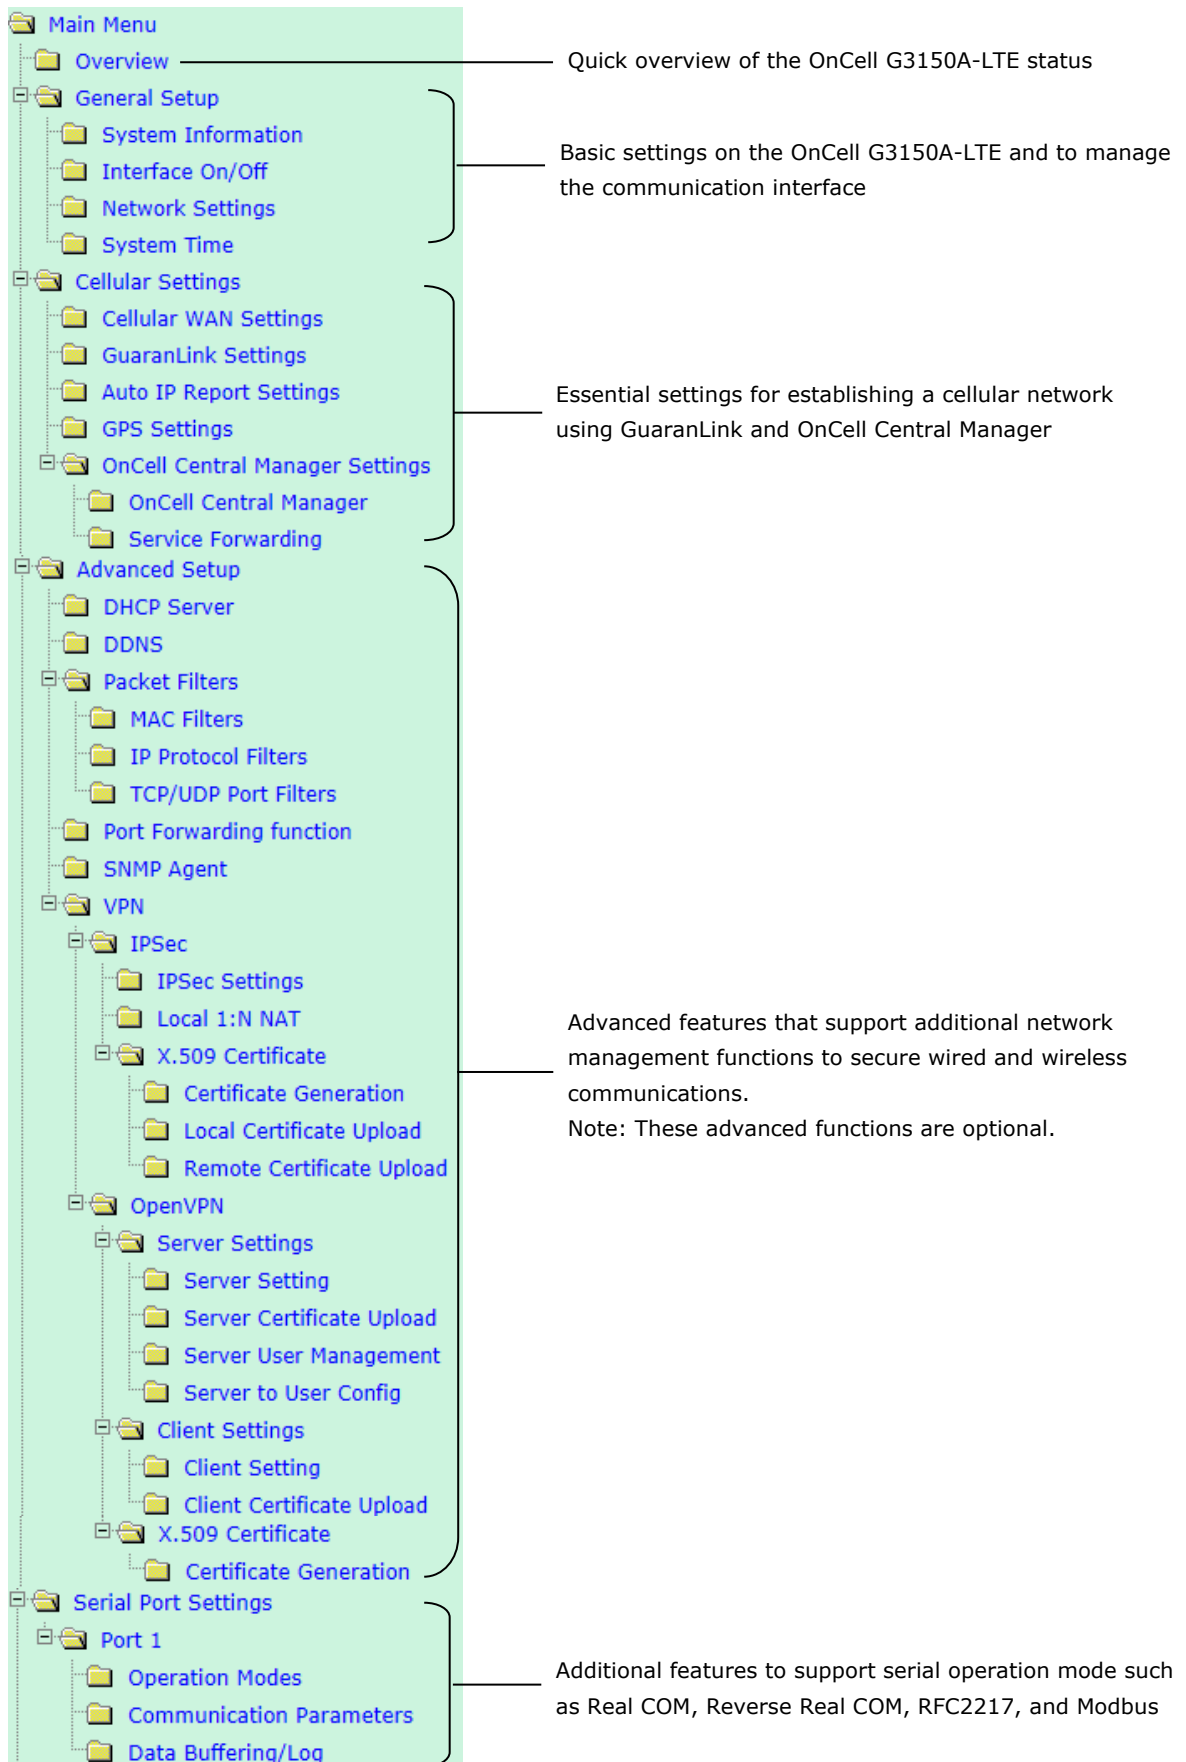 Main Menu
Overview
Quick overview of the OnCell G3150A-LTE status
General Setup
System Information
Interface On/Off
Network Settings
System Time
Basic settings on the OnCell G3150A-LTE and to manage
the communication interface
Cellular Settings
Cellular WAN Settings
GuaranLink Settings
Auto IP Report Settings
GPS Settings
OnCell Central Manager Settings
OnCell Central Manager
Service Forwarding
Essential settings for establishing a cellular network
using GuaranLink and OnCell Central Manager
Advanced Setup
DHCP Server
DDNS
Packet Filters
MAC Filters
IP Protocol Filters
TCP/UDP Port Filters
Port Forwarding function
SNMP Agent
VPN
IPSec
IPSec Settings
Local 1:N NAT
X.509 Certificate
Certificate Generation
Local Certificate Upload
Remote Certificate Upload
OpenVPN
Server Settings
Server Setting
Server Certificate Upload
Server User Management
Server to User Config
Client Settings
Client Setting
Client Certificate Upload
X.509 Certificate
Certificate Generation
Advanced features that support additional network
management functions to secure wired and wireless
communications.
Note: These advanced functions are optional.
Serial Port Settings
Port 1
Operation Modes
Communication Parameters
Data Buffering/Log
Additional features to support serial operation mode such
as Real COM, Reverse Real COM, RFC2217, and Modbus